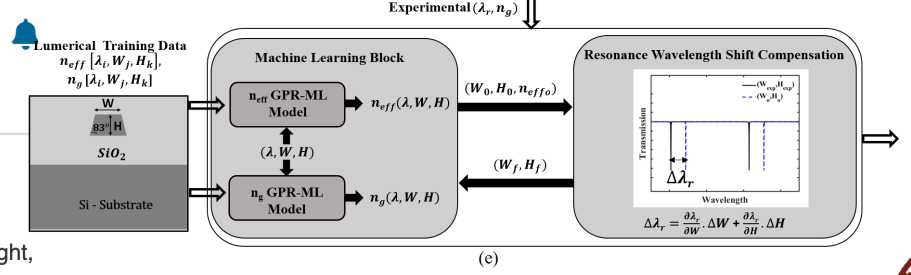 Experimental (λr, ng)
Lumerical Training Data
neff [λi, Wj, Hk],
ng [λi, Wj, Hk]
W
83° H
SiO2
Si - Substrate
Machine Learning Block
neff GPR-ML
Model
neff(λ, W, H)
(λ, W, H)
ng GPR-ML
Model
ng(λ, W, H)
(W0, H0, neffo)
(Wf, Hf)
Resonance Wavelength Shift Compensation
(Wexp,Hexp)
(Wo,Ho)
Transmission
Δλr
Wavelength
Δλr = ∂λr/∂W . ΔW + ∂λr/∂H . ΔH
ght,
(e)